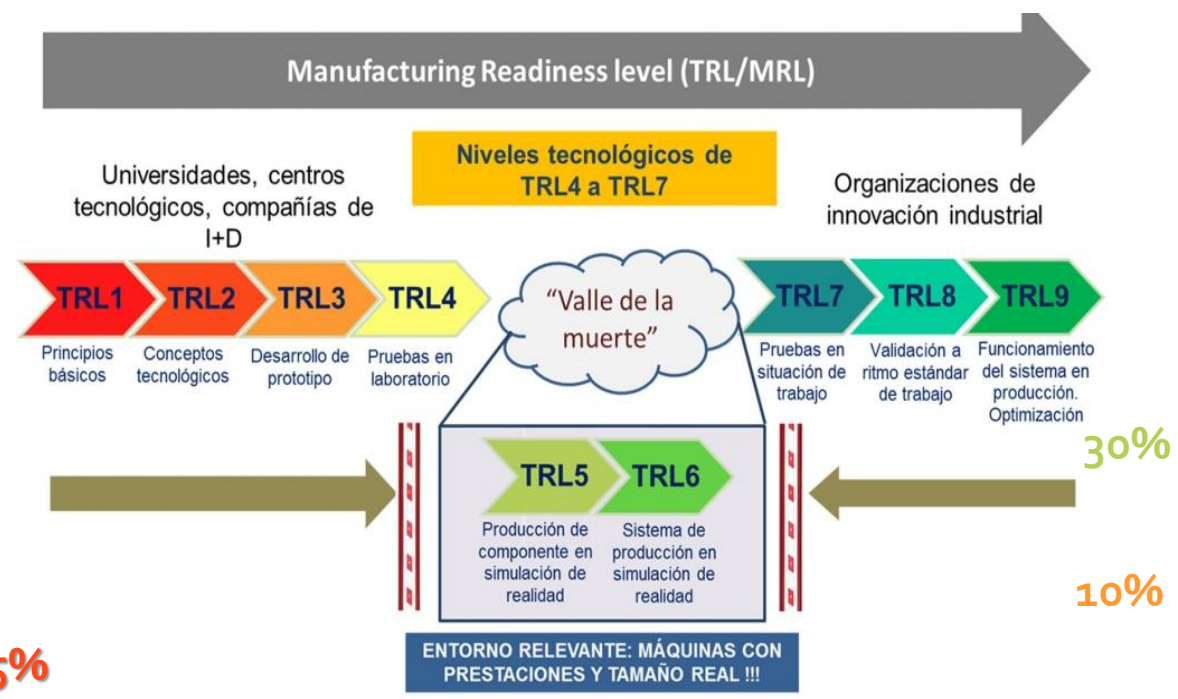 Manufacturing Readiness level (TRL/MRL)
Niveles tecnológicos de
TRL4 a TRL7
Universidades, centros
tecnológicos, compañías de
I+D
Organizaciones de
innovación industrial
TRL1
TRL2
TRL3
TRL4
“Valle de la
muerte”
TRL7
TRL8
TRL9
Principios
básicos
Conceptos
tecnológicos
Desarrollo de
prototipo
Pruebas en
laboratorio
Pruebas en
situación de
trabajo
Validación a
ritmo estándar
de trabajo
Funcionamiento
del sistema en
producción.
Optimización
30%
TRL5
TRL6
Producción de
componente en
simulación de
realidad
Sistema de
producción en
simulación de
realidad
10%
ENTORNO RELEVANTE: MÁQUINAS CON
PRESTACIONES Y TAMAÑO REAL !!!